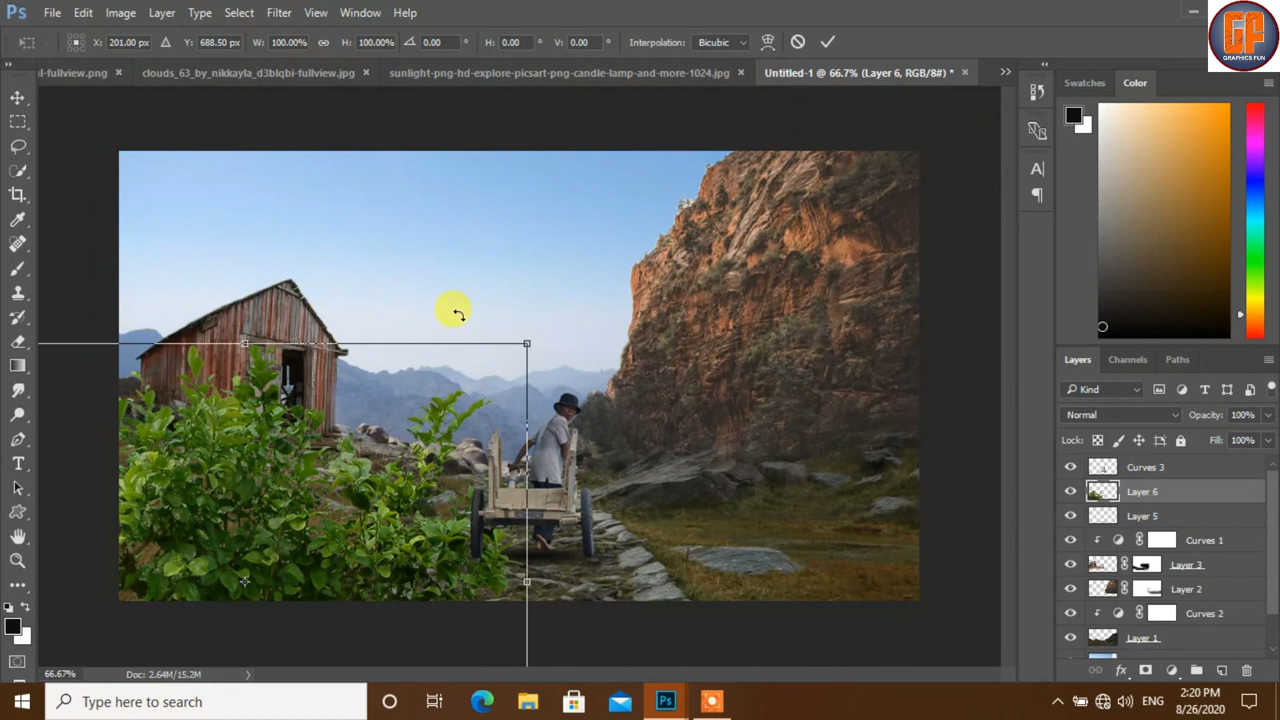 Ps File Edit Image Layer Type Select Filter View Window Help
GF
GRAPHICS FUN
X: 201.00 px Y: 688.50 px W: 100.00% H: 100.00% 0.00 ° H: 0.00 ° V: 0.00 ° Interpolation: Bicubic
ul-fullview.png × clouds_63_by_nikkayla_d3blqbi-fullview.jpg × sunlight-png-hd-explore-picsart-png-candle-lamp-and-more-1024.jpg × Untitled-1 @ 66.7% (Layer 6, RGB/8#) * ×
Swatches Color
Layers Channels Paths
Kind
Normal Opacity: 100%
Lock: Fill: 100%
Curves 3
Layer 6
Layer 5
Curves 1
Layer 3
Layer 2
Curves 2
Layer 1
66.67% Doc: 2.64M/15.2M
Type here to search
Ps
ENG
2:20 PM
8/26/2020